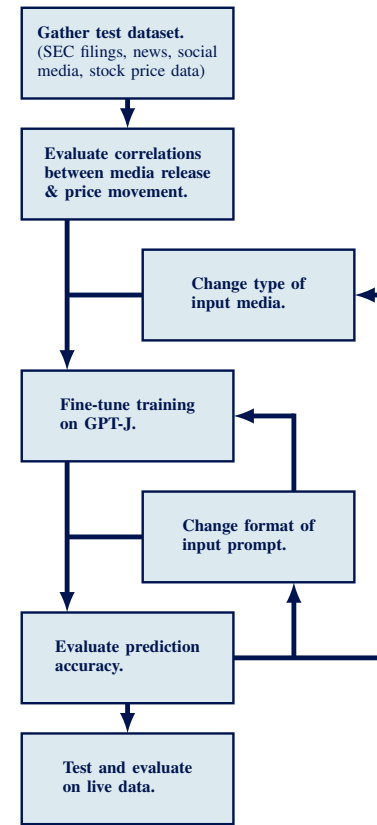 Gather test dataset.
(SEC filings, news, social
media, stock price data)
Evaluate correlations
between media release
& price movement.
Change type of
input media.
Fine-tune training
on GPT-J.
Change format of
input prompt.
Evaluate prediction
accuracy.
Test and evaluate
on live data.